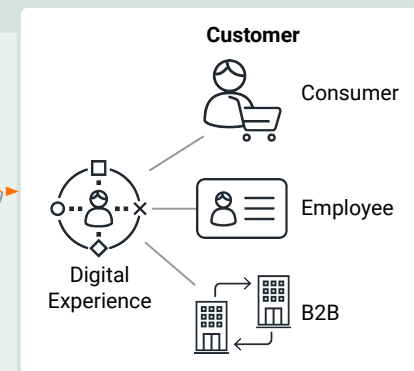 Customer
Consumer
Employee
Digital
Experience
B2B